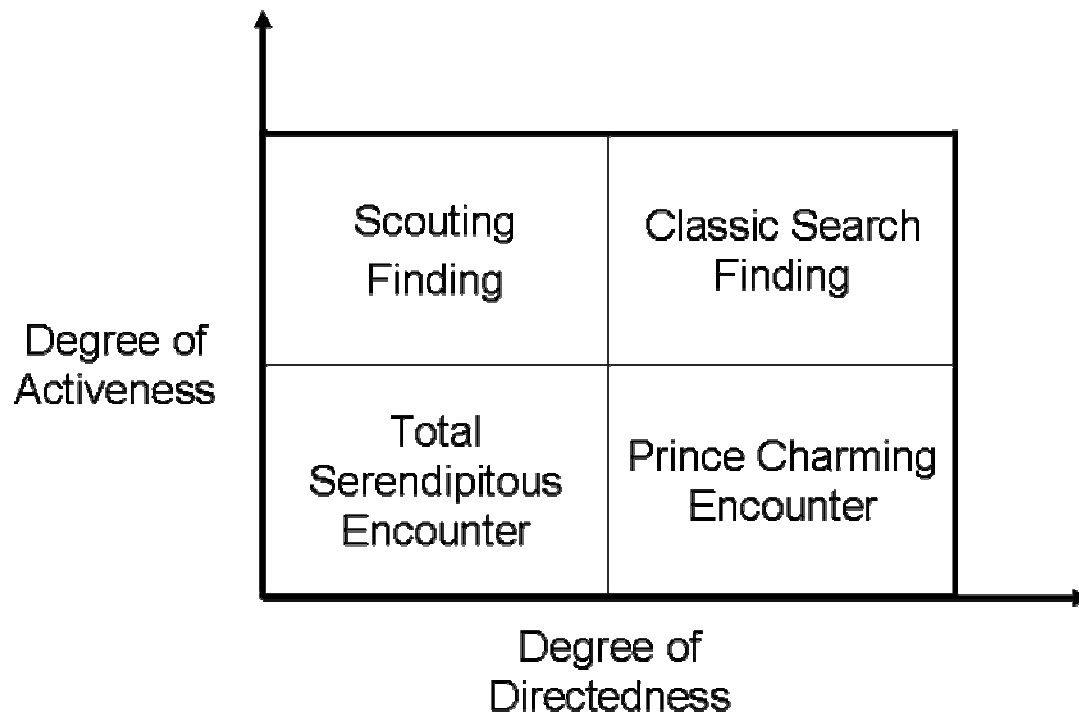 Scouting
Finding
Classic Search
Finding
Degree of
Activeness
Total
Serendipitous
Encounter
Prince Charming
Encounter
Degree of
Directedness